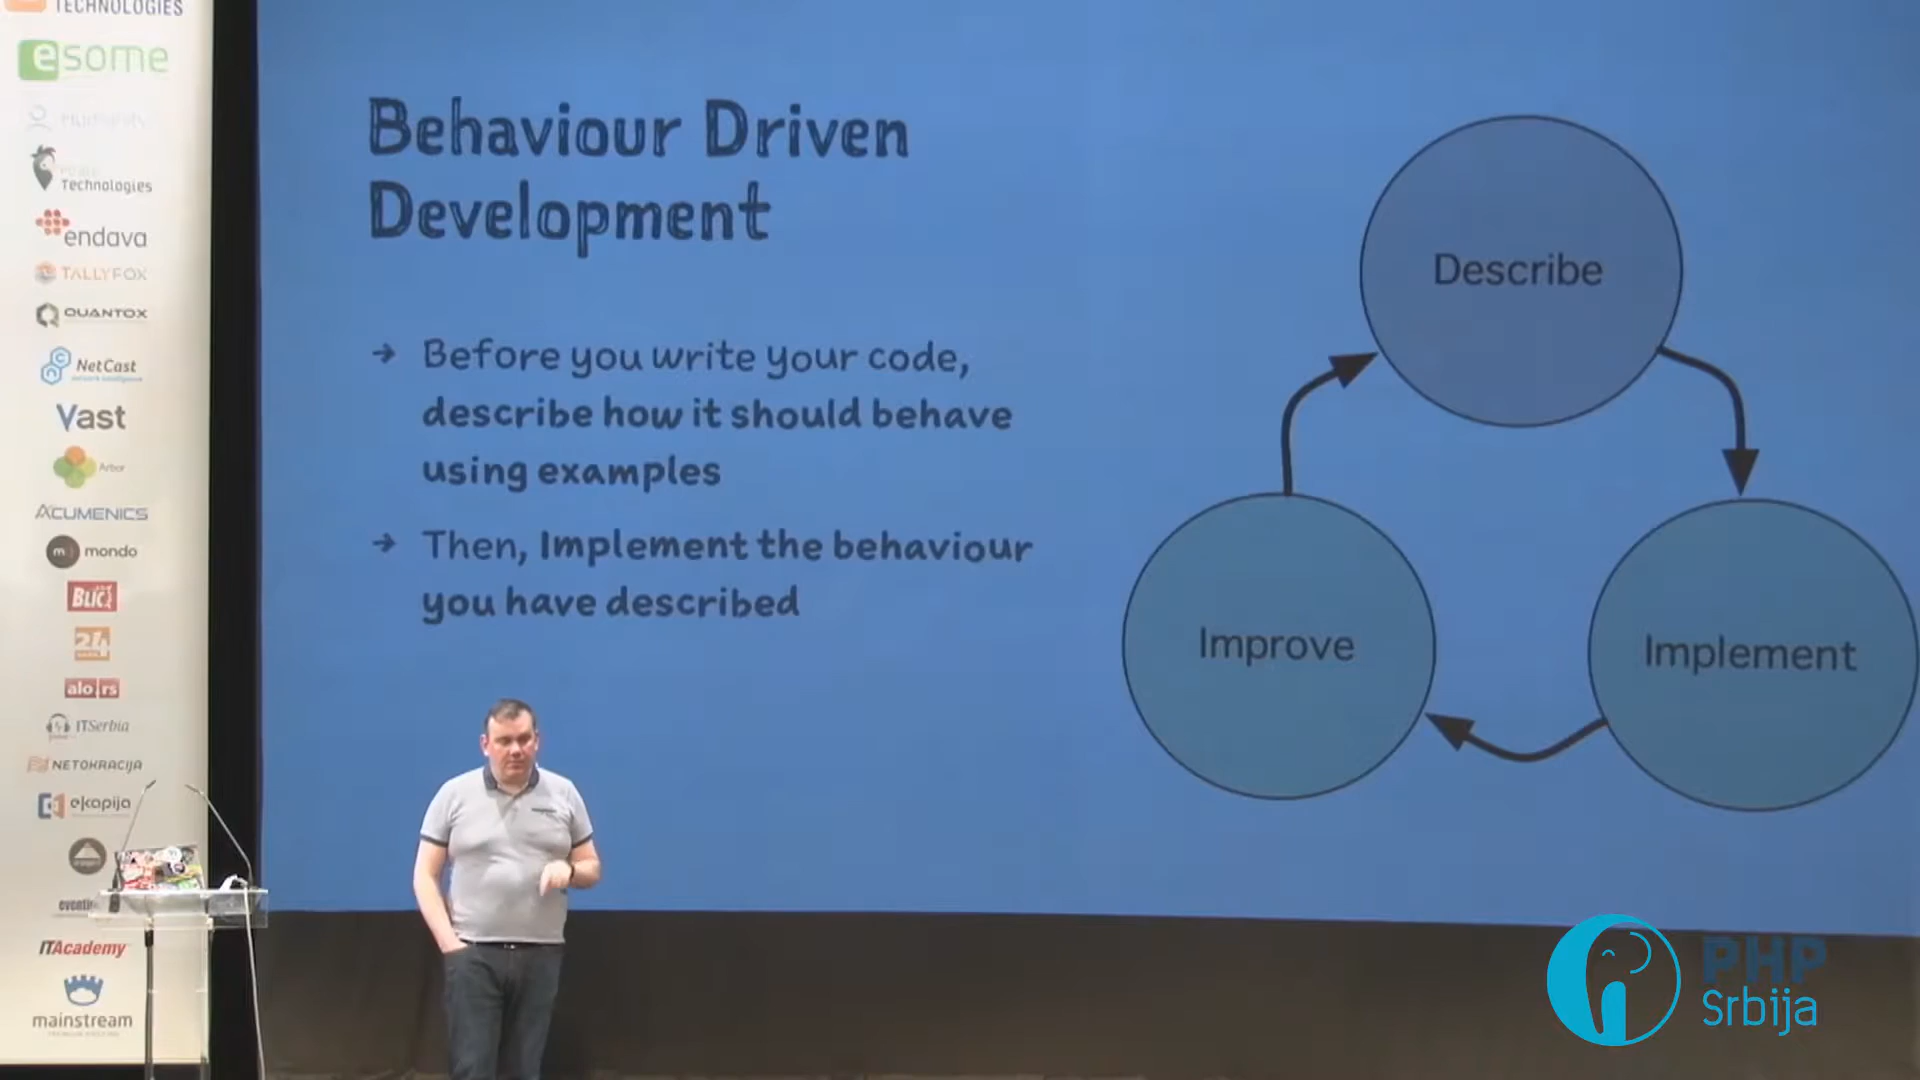 TECHNOLOGIES
esome
Technologies
endava
TALLYFOX
QUANTOX
NetCast
Vast
Arbor
ACUMENICS
m
mondo
BLIC
24
alo rs
ITSerbia
NETOKRACIJA
ekapija
ITAcademy
mainstream
Behaviour Driven
Development
→ Before you write your code,
describe how it should behave
using examples
→ Then, Implement the behaviour
you have described
Describe
Improve
Implement
PHP
Srbija